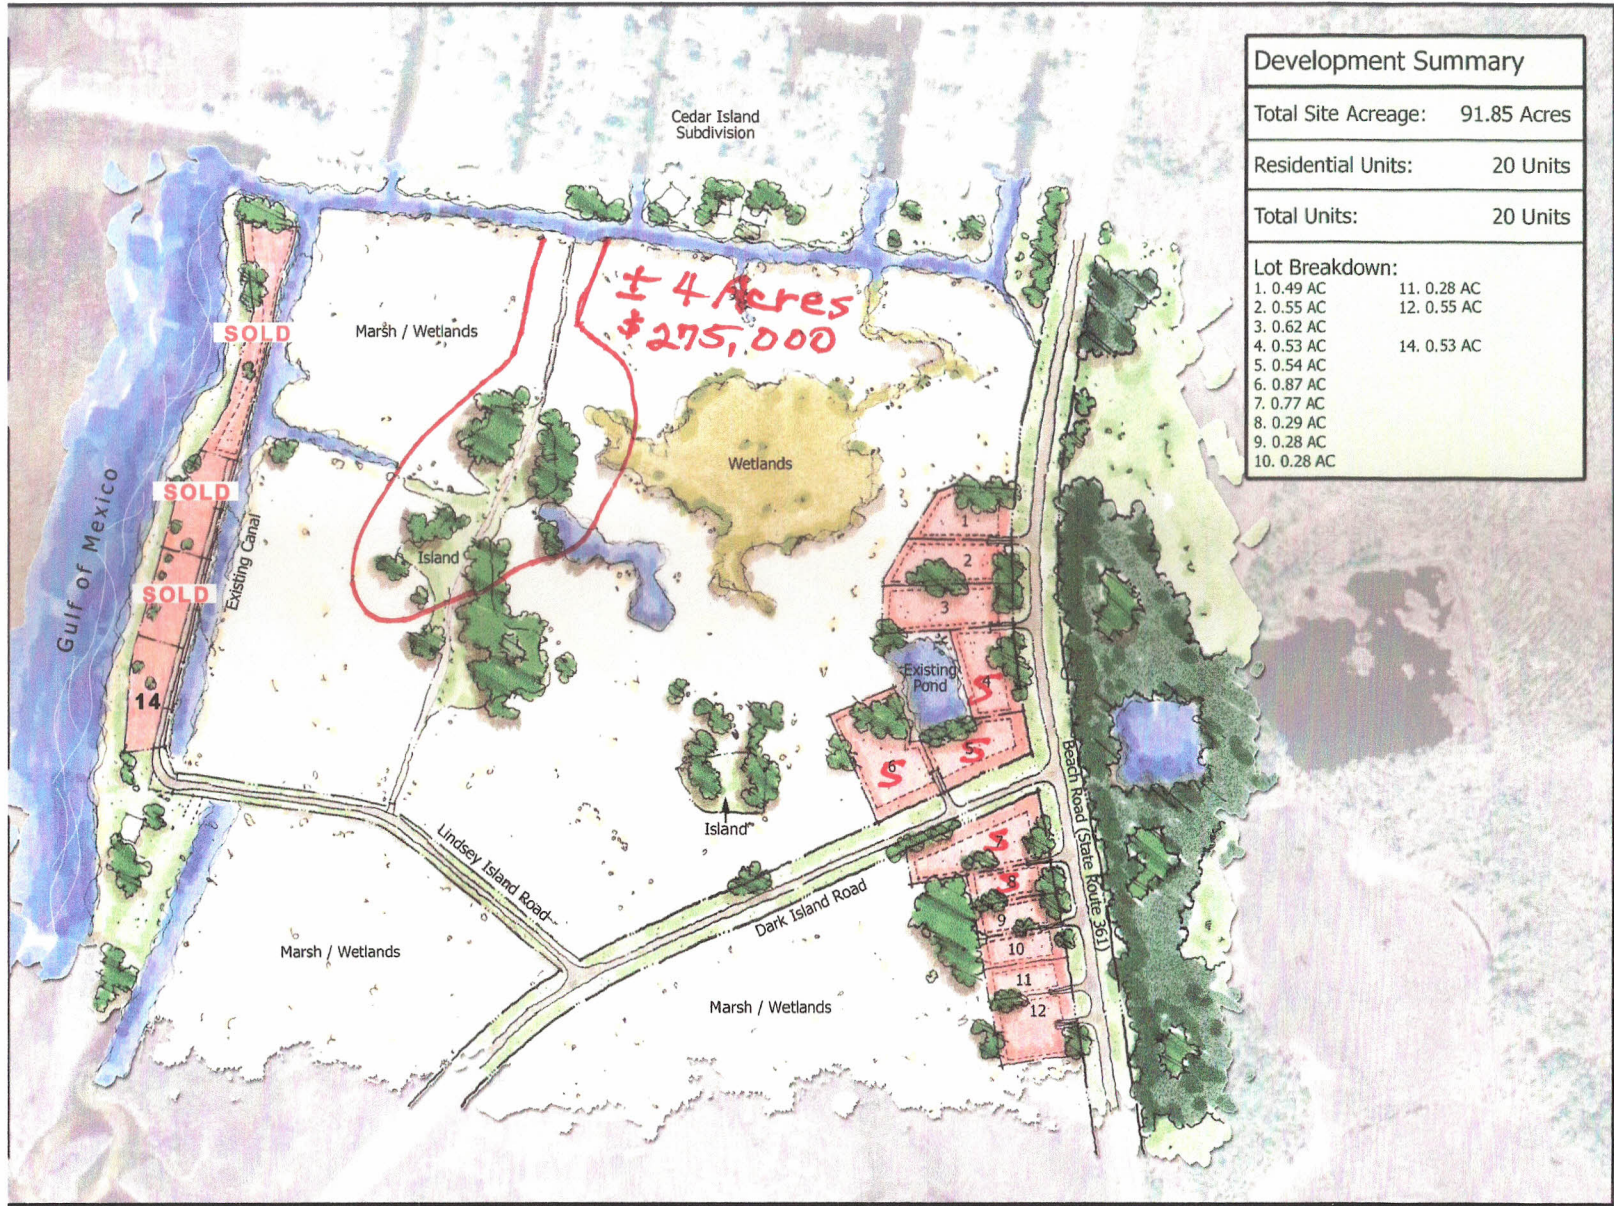 Development Summary
Total Site Acreage: 91.85 Acres
Residential Units: 20 Units
Total Units: 20 Units
Lot Breakdown:
1. 0.49 AC 11. 0.28 AC
2. 0.55 AC 12. 0.55 AC
3. 0.62 AC
4. 0.53 AC 14. 0.53 AC
5. 0.54 AC
6. 0.87 AC
7. 0.77 AC
8. 0.29 AC
9. 0.28 AC
10. 0.28 AC
Cedar Island
Subdivision
± 4 Acres
$275,000
Marsh / Wetlands
SOLD
SOLD
SOLD
14
Gulf of Mexico
Existing Canal
Wetlands
Island
1
2
3
Existing
Pond
4
S
5
S
6
S
Island
7
S
8
S
9
10
11
12
Beach Road (State Route 361)
Lindsey Island Road
Dark Island Road
Marsh / Wetlands
Marsh / Wetlands